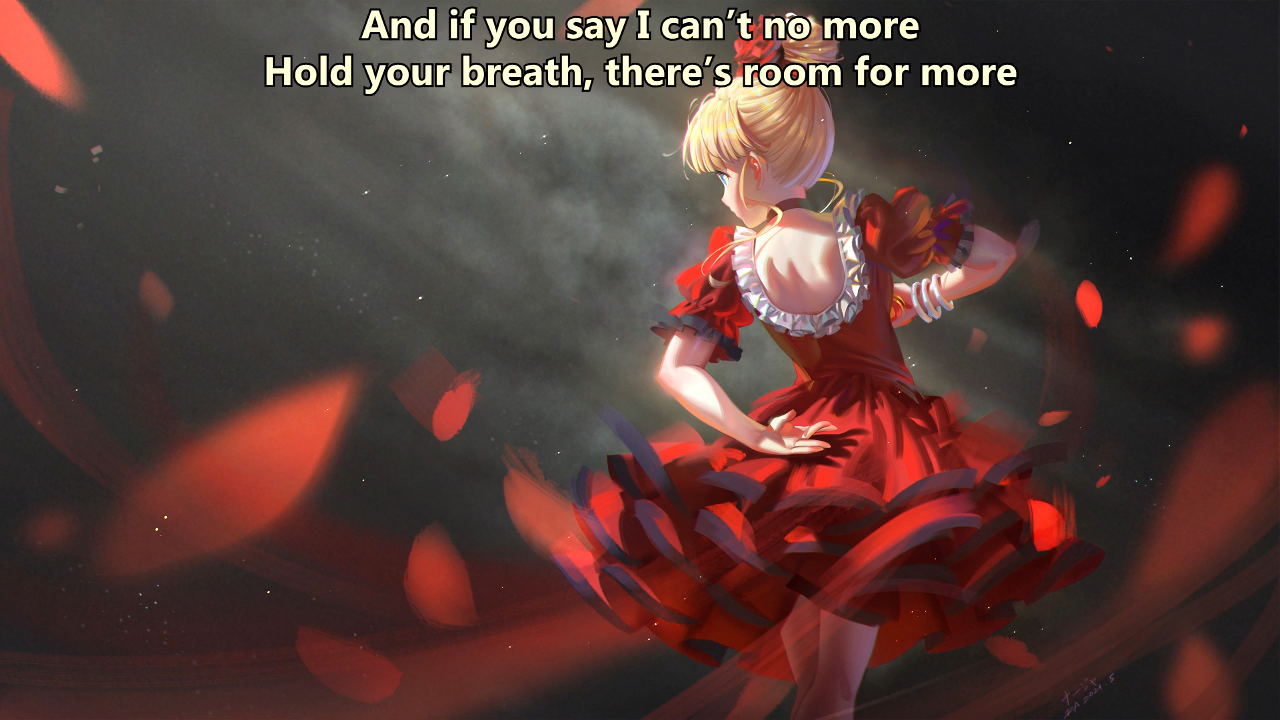 And if you say I can’t no more
Hold your breath, there’s room for more